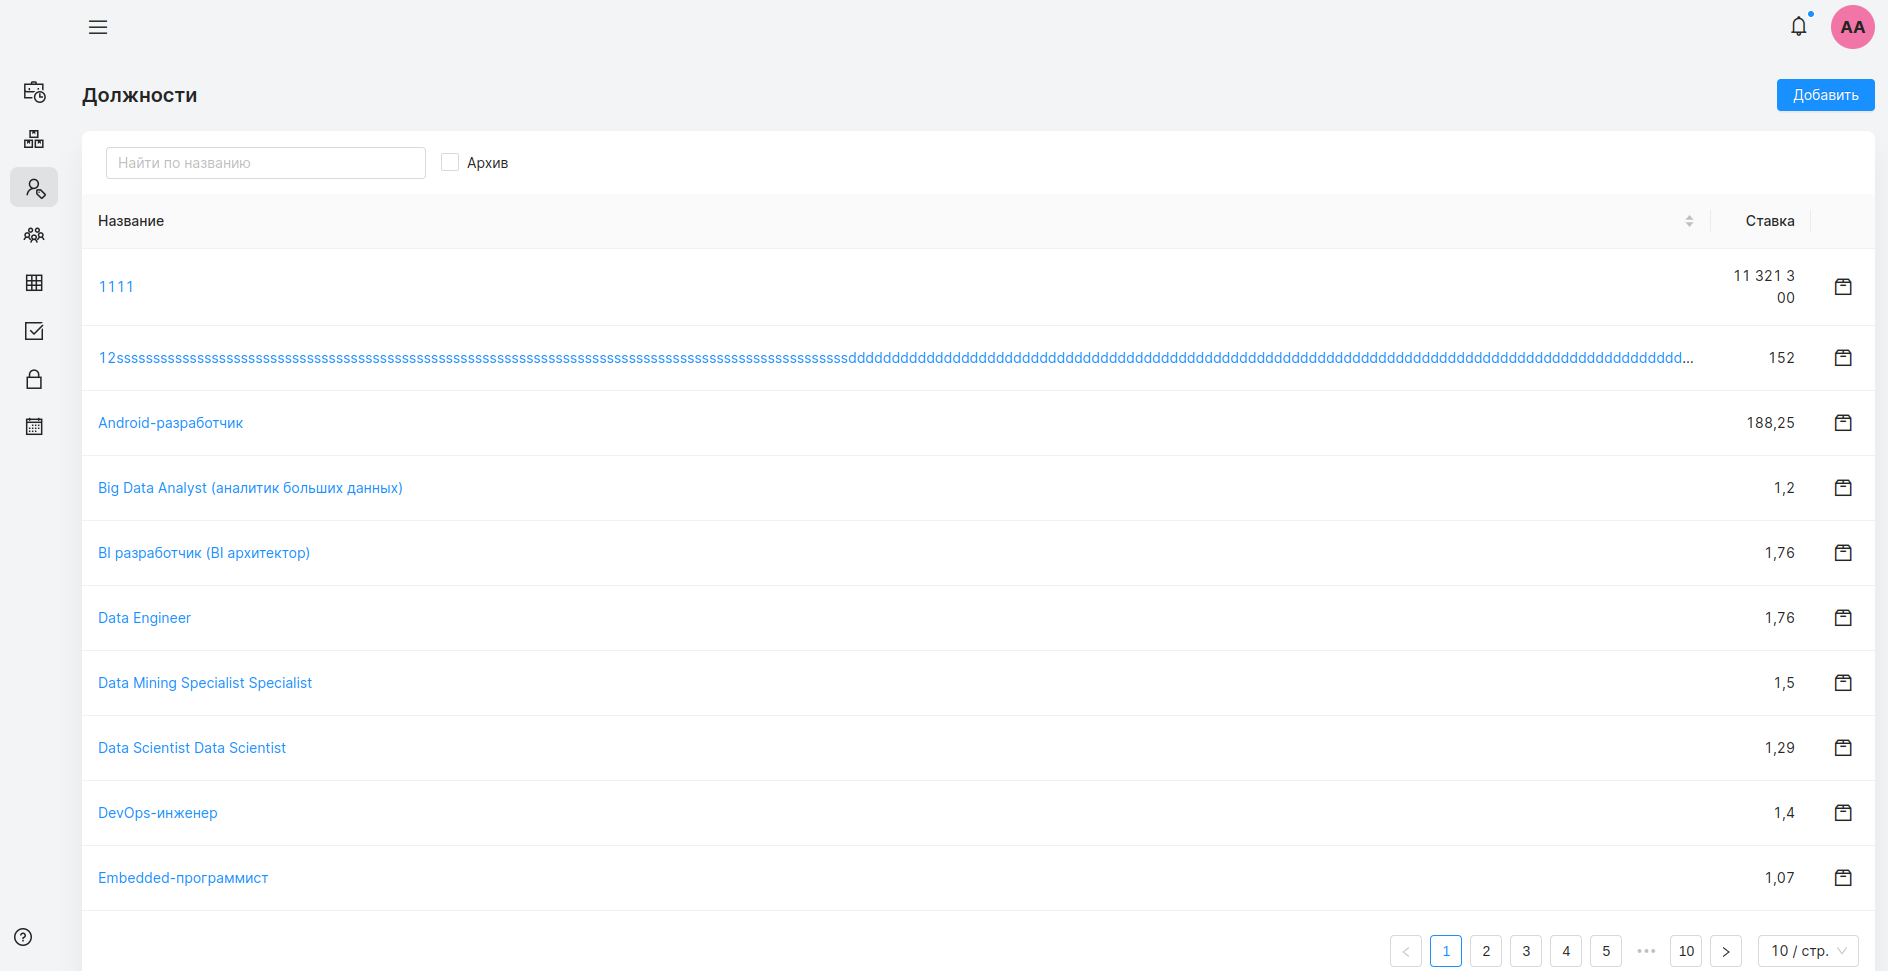 AA
Должности
Добавить
Найти по названию
Архив
Название
Ставка
1111
11 321 3
00
152
Android-разработчик
188,25
Big Data Analyst (аналитик больших данных)
1,2
BI разработчик (BI архитектор)
1,76
Data Engineer
1,76
Data Mining Specialist Specialist
1,5
Data Scientist Data Scientist
1,29
DevOps-инженер
1,4
Embedded-программист
1,07
1
2
3
4
5
•••
10
10 / стр.